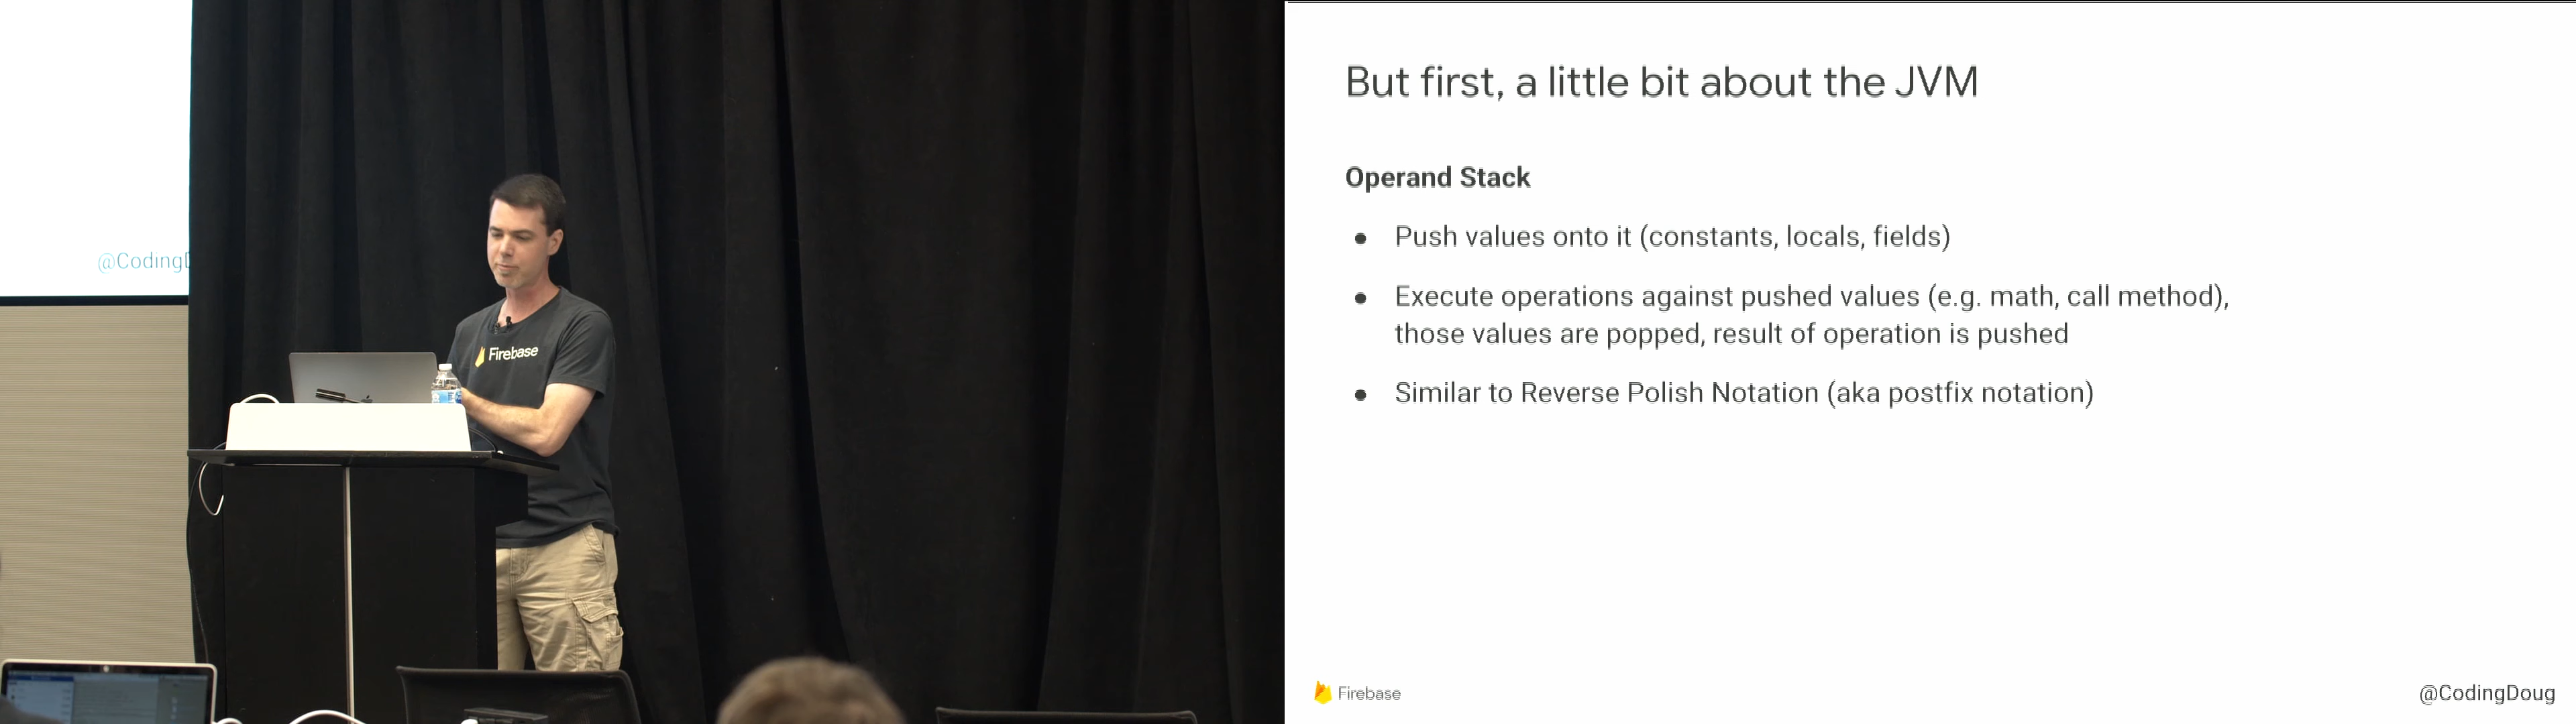 @CodingD
Firebase
But first, a little bit about the JVM
Operand Stack
● Push values onto it (constants, locals, fields)
● Execute operations against pushed values (e.g. math, call method),
those values are popped, result of operation is pushed
● Similar to Reverse Polish Notation (aka postfix notation)
Firebase
@CodingDoug